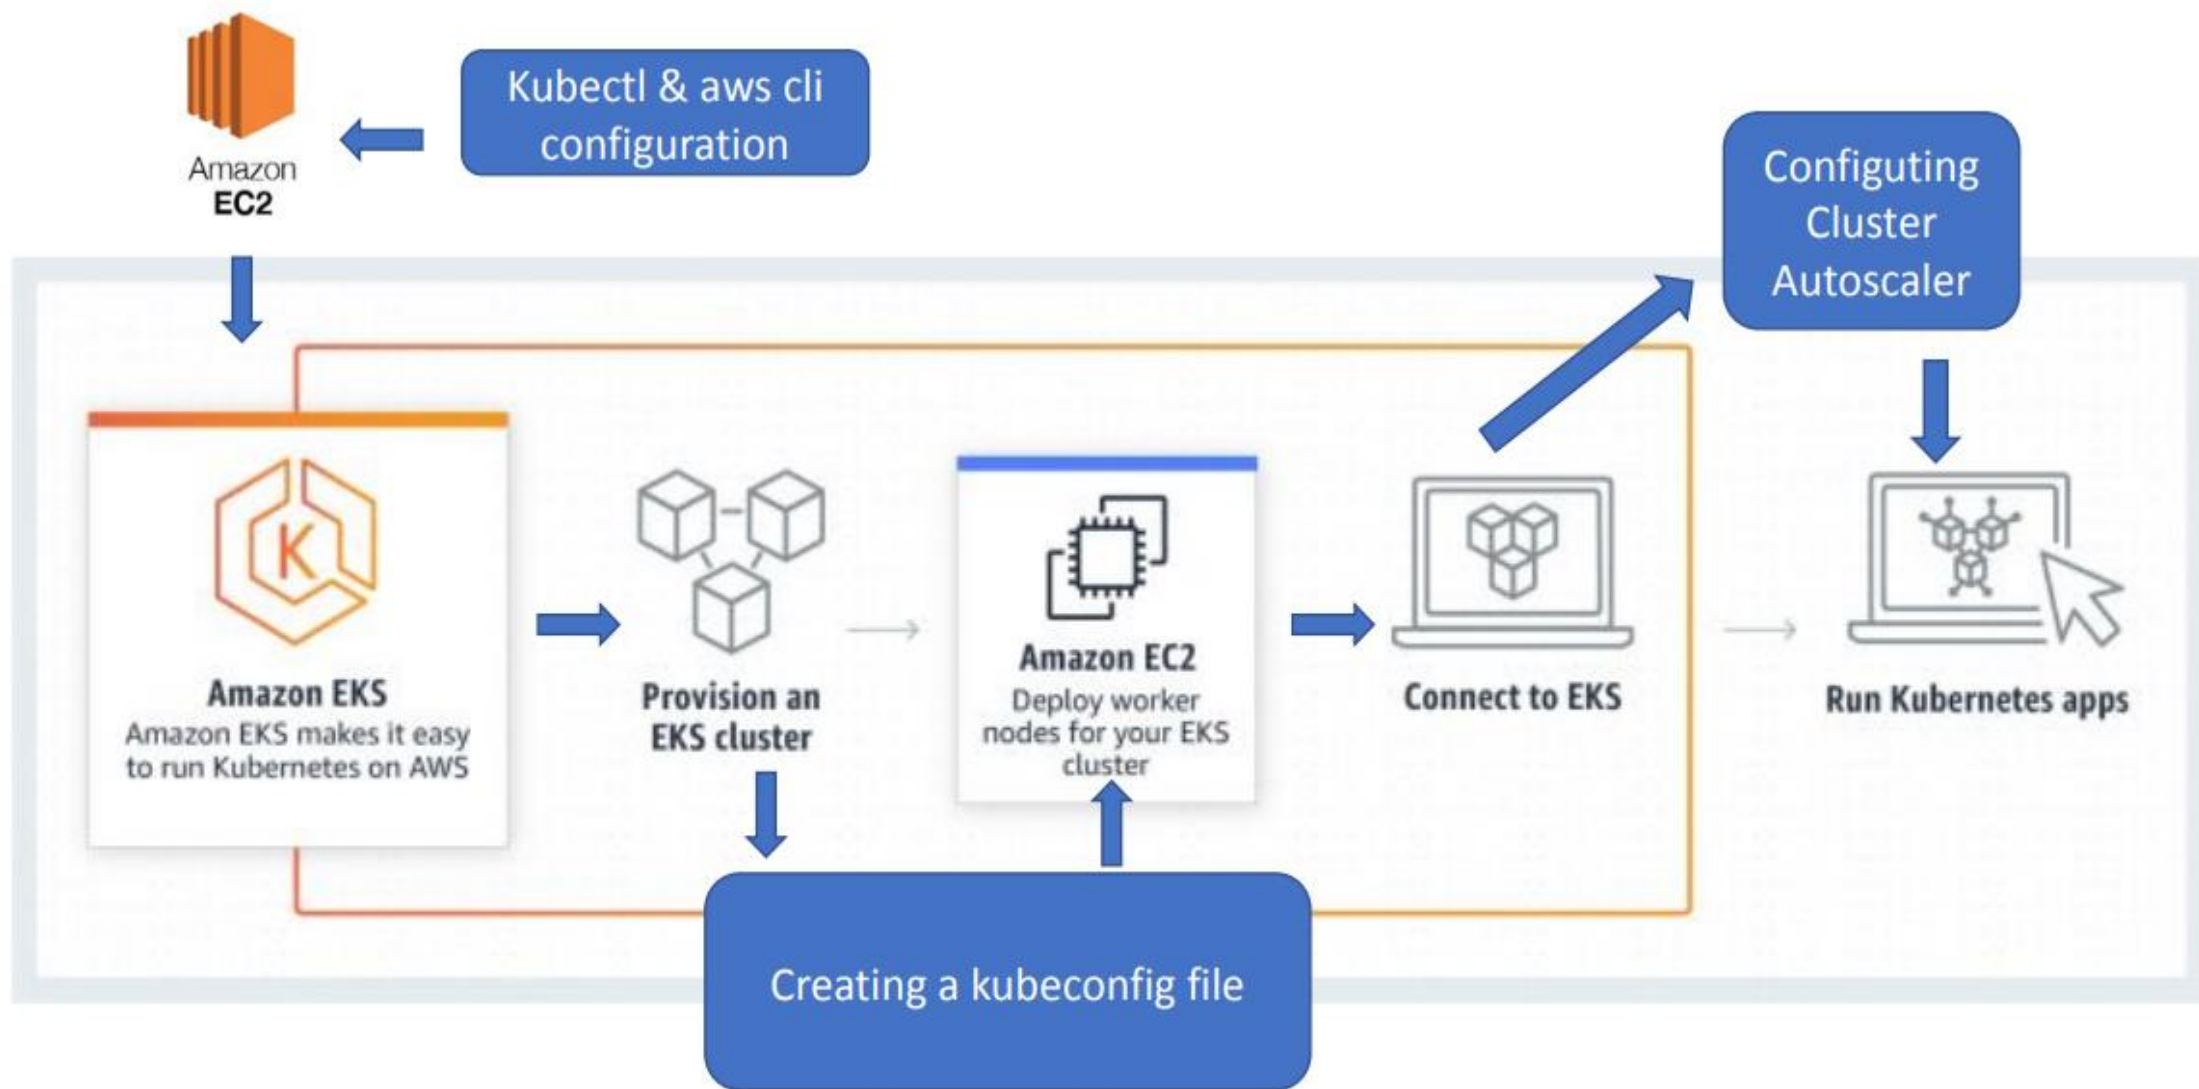 Kubectl & aws cli
configuration
Amazon
EC2
Configuting
Cluster
Autoscaler
K
Amazon EKS
Amazon EKS makes it easy
to run Kubernetes on AWS
Provision an
EKS cluster
Amazon EC2
Deploy worker
nodes for your EKS
cluster
Connect to EKS
Run Kubernetes apps
Creating a kubeconfig file